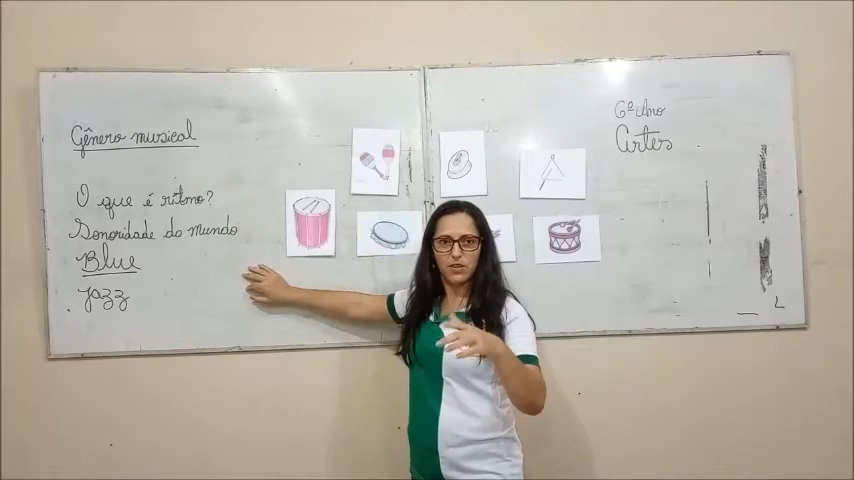 Gênero musical
O que é ritmo?
Sonoridade do mundo
Blue
Jazz
6º Ano
Artes